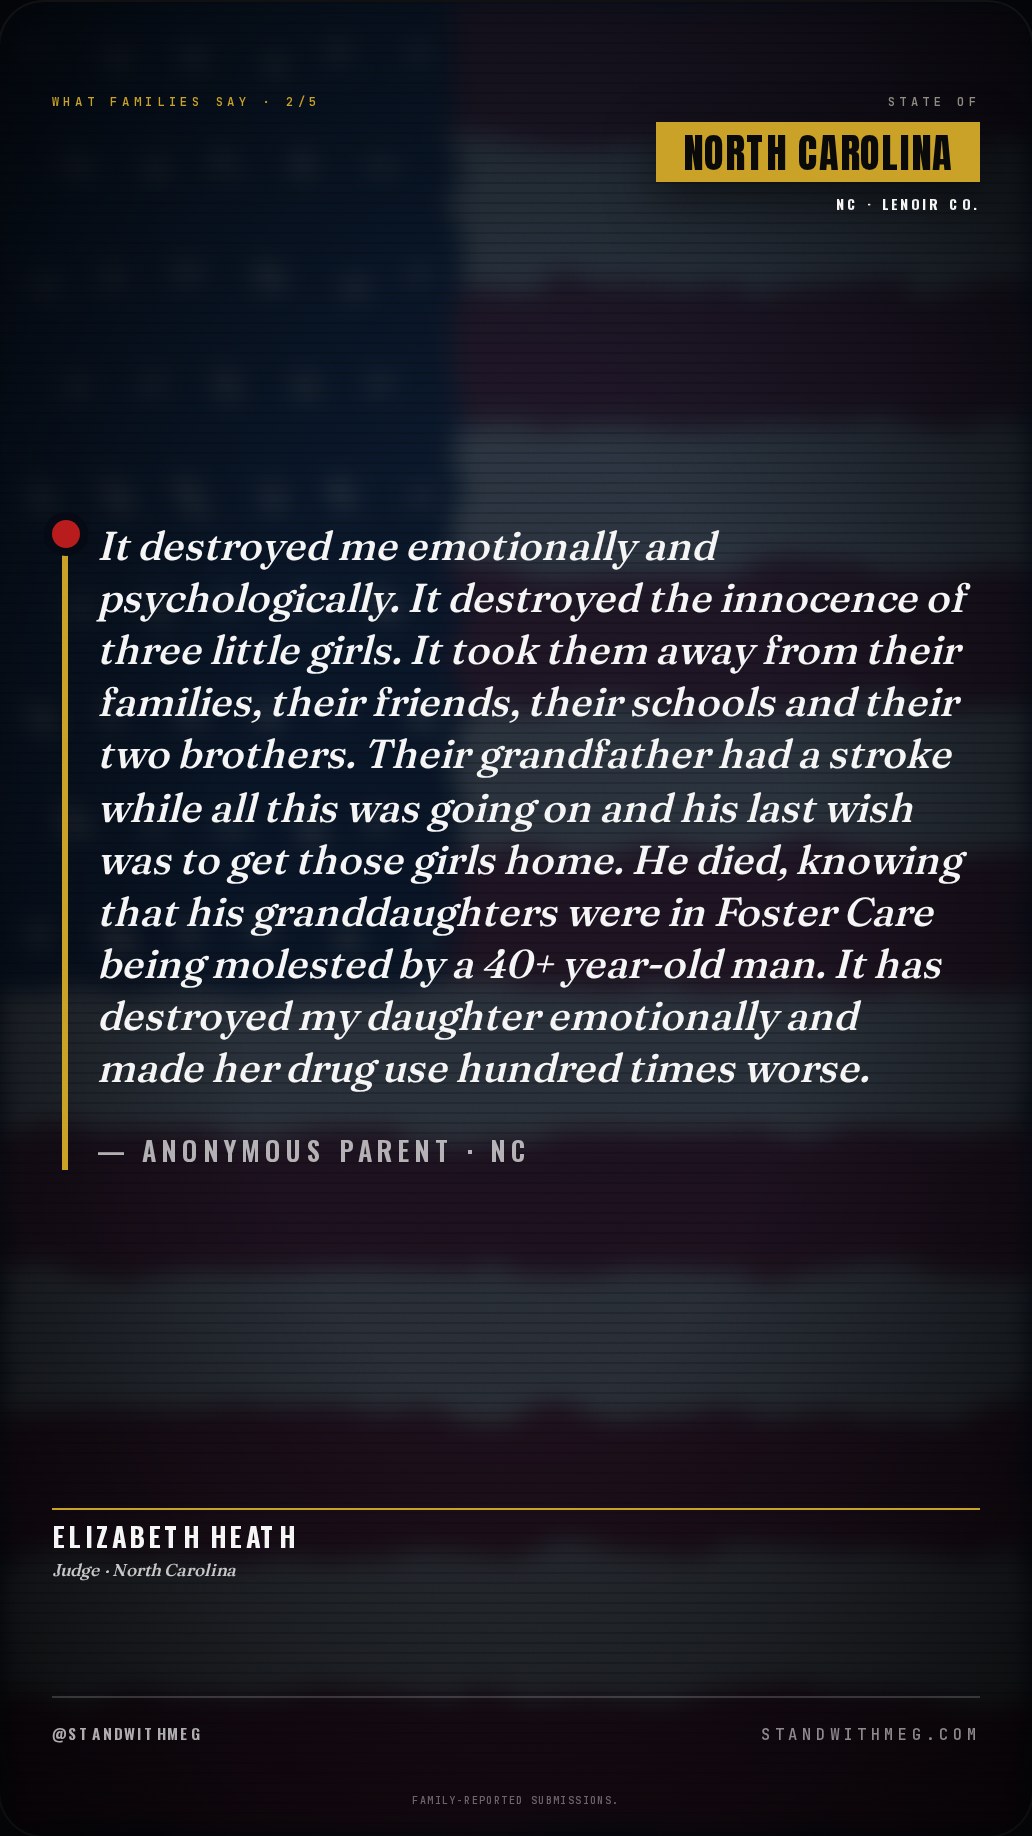 WHAT FAMILIES SAY · 2/5
STATE OF
NORTH CAROLINA
NC · LENOIR CO.
It destroyed me emotionally and
psychologically. It destroyed the innocence of
three little girls. It took them away from their
families, their friends, their schools and their
two brothers. Their grandfather had a stroke
while all this was going on and his last wish
was to get those girls home. He died, knowing
that his granddaughters were in Foster Care
being molested by a 40+ year-old man. It has
destroyed my daughter emotionally and
made her drug use hundred times worse.
— ANONYMOUS PARENT · NC
ELIZABETH HEATH
Judge · North Carolina
@STANDWITHMEG
STANDWITHMEG.COM
FAMILY-REPORTED SUBMISSIONS.